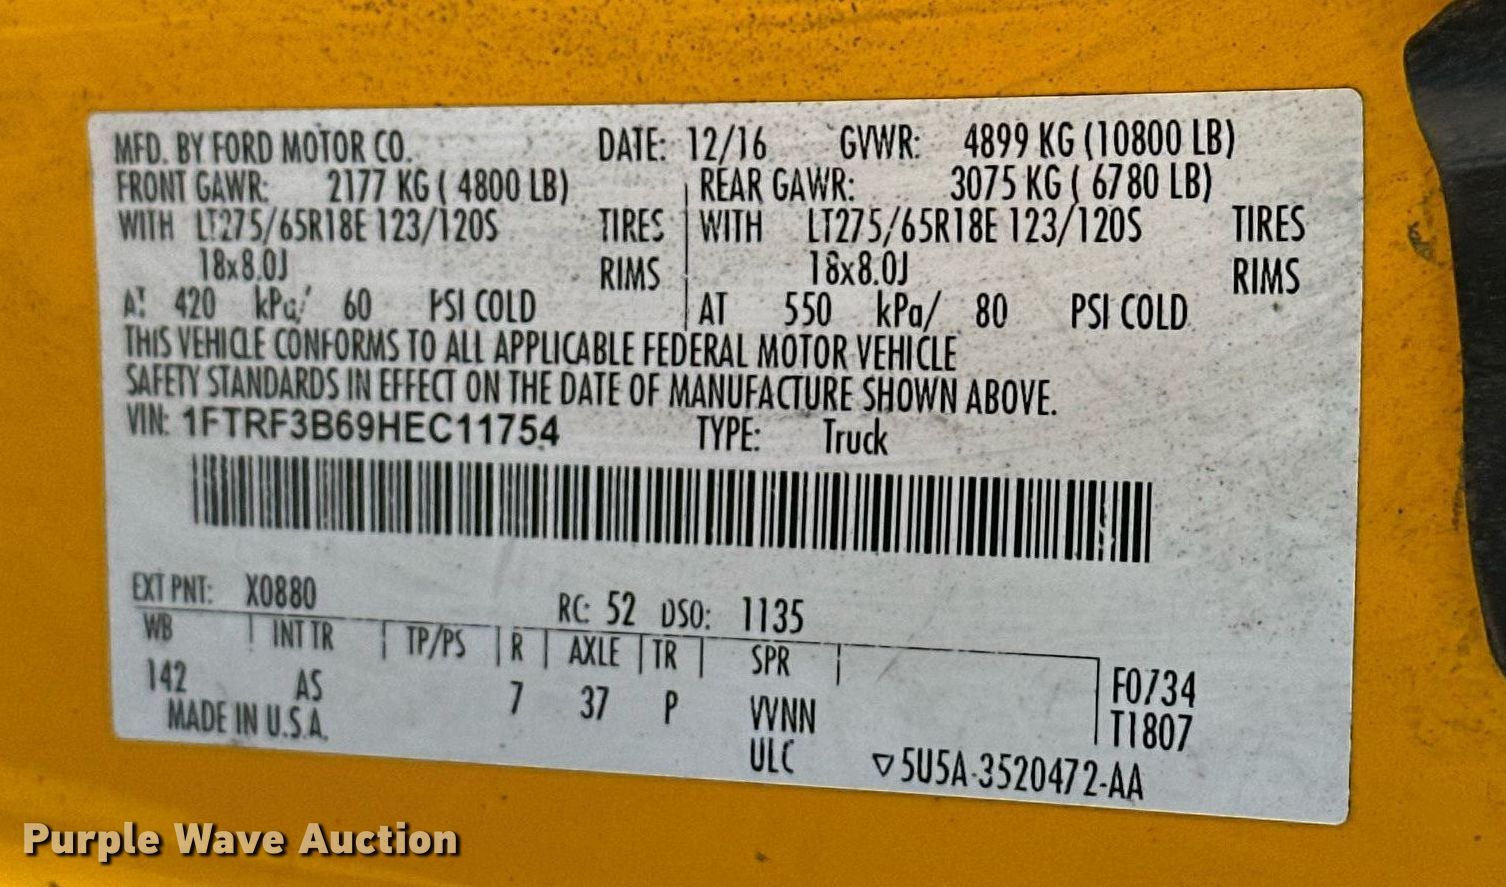 MFD. BY FORD MOTOR CO. DATE: 12/16 GVWR: 4899 KG (10800 LB)
FRONT GAWR: 2177 KG ( 4800 LB) REAR GAWR: 3075 KG ( 6780 LB)
WITH LT275/65R18E 123/120S TIRES WITH LT275/65R18E 123/120S TIRES
18x8.0J RIMS 18x8.0J RIMS
AT 420 kPa/ 60 PSI COLD AT 550 kPa/ 80 PSI COLD
THIS VEHICLE CONFORMS TO ALL APPLICABLE FEDERAL MOTOR VEHICLE
SAFETY STANDARDS IN EFFECT ON THE DATE OF MANUFACTURE SHOWN ABOVE.
VIN: 1FTRF3B69HEC11754 TYPE: Truck
EXT PNT: X0880 RC: 52 DSO: 1135
WB INT TR TP/PS R AXLE TR SPR
142 AS 7 37 P VVNN F0734
MADE IN U.S.A. ULC T1807
▽5U5A-3520472-AA
Purple Wave Auction